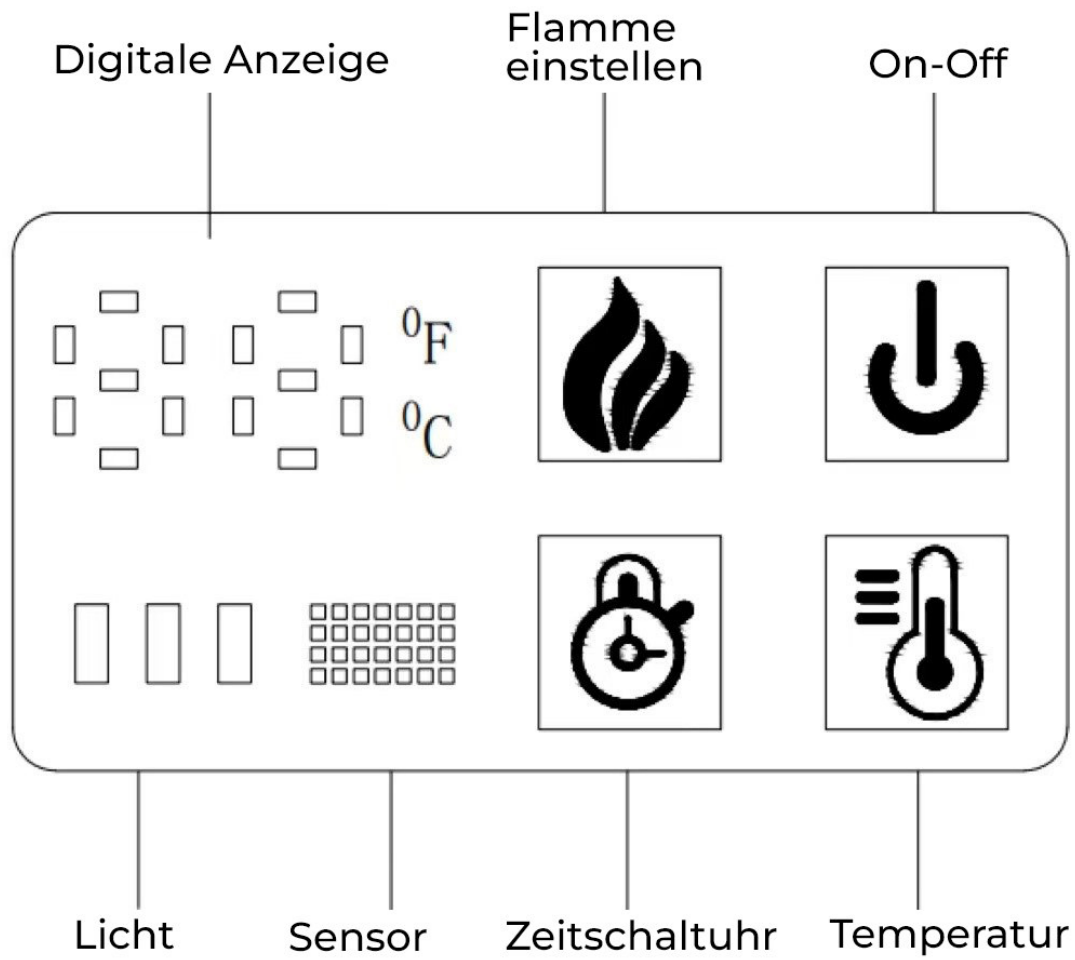 Digitale Anzeige
Flamme
einstellen
On-Off
⁰F
⁰C
Licht
Sensor
Zeitschaltuhr
Temperatur